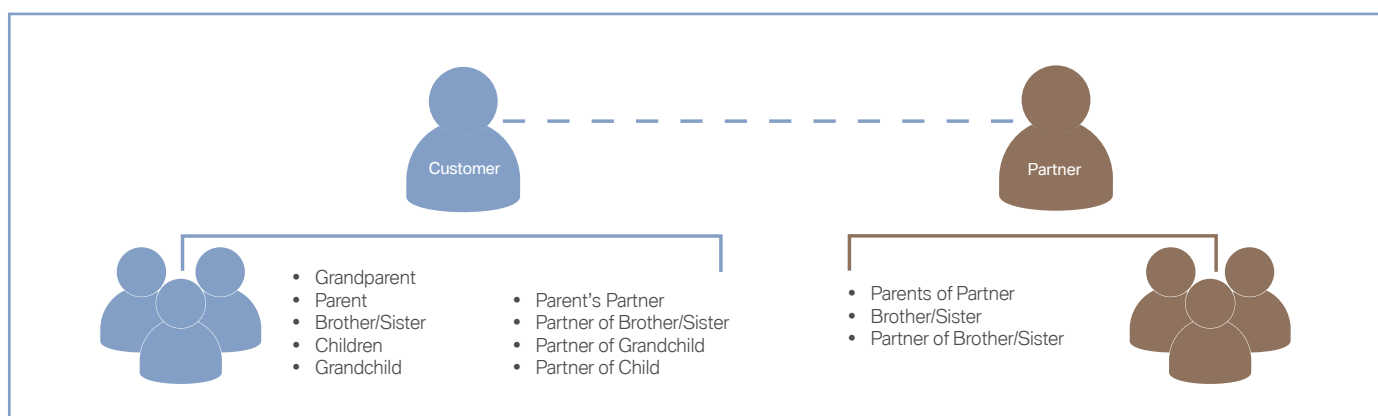 Customer
Partner
• Grandparent
• Parent
• Brother/Sister
• Children
• Grandchild
• Parent’s Partner
• Partner of Brother/Sister
• Partner of Grandchild
• Partner of Child
• Parents of Partner
• Brother/Sister
• Partner of Brother/Sister